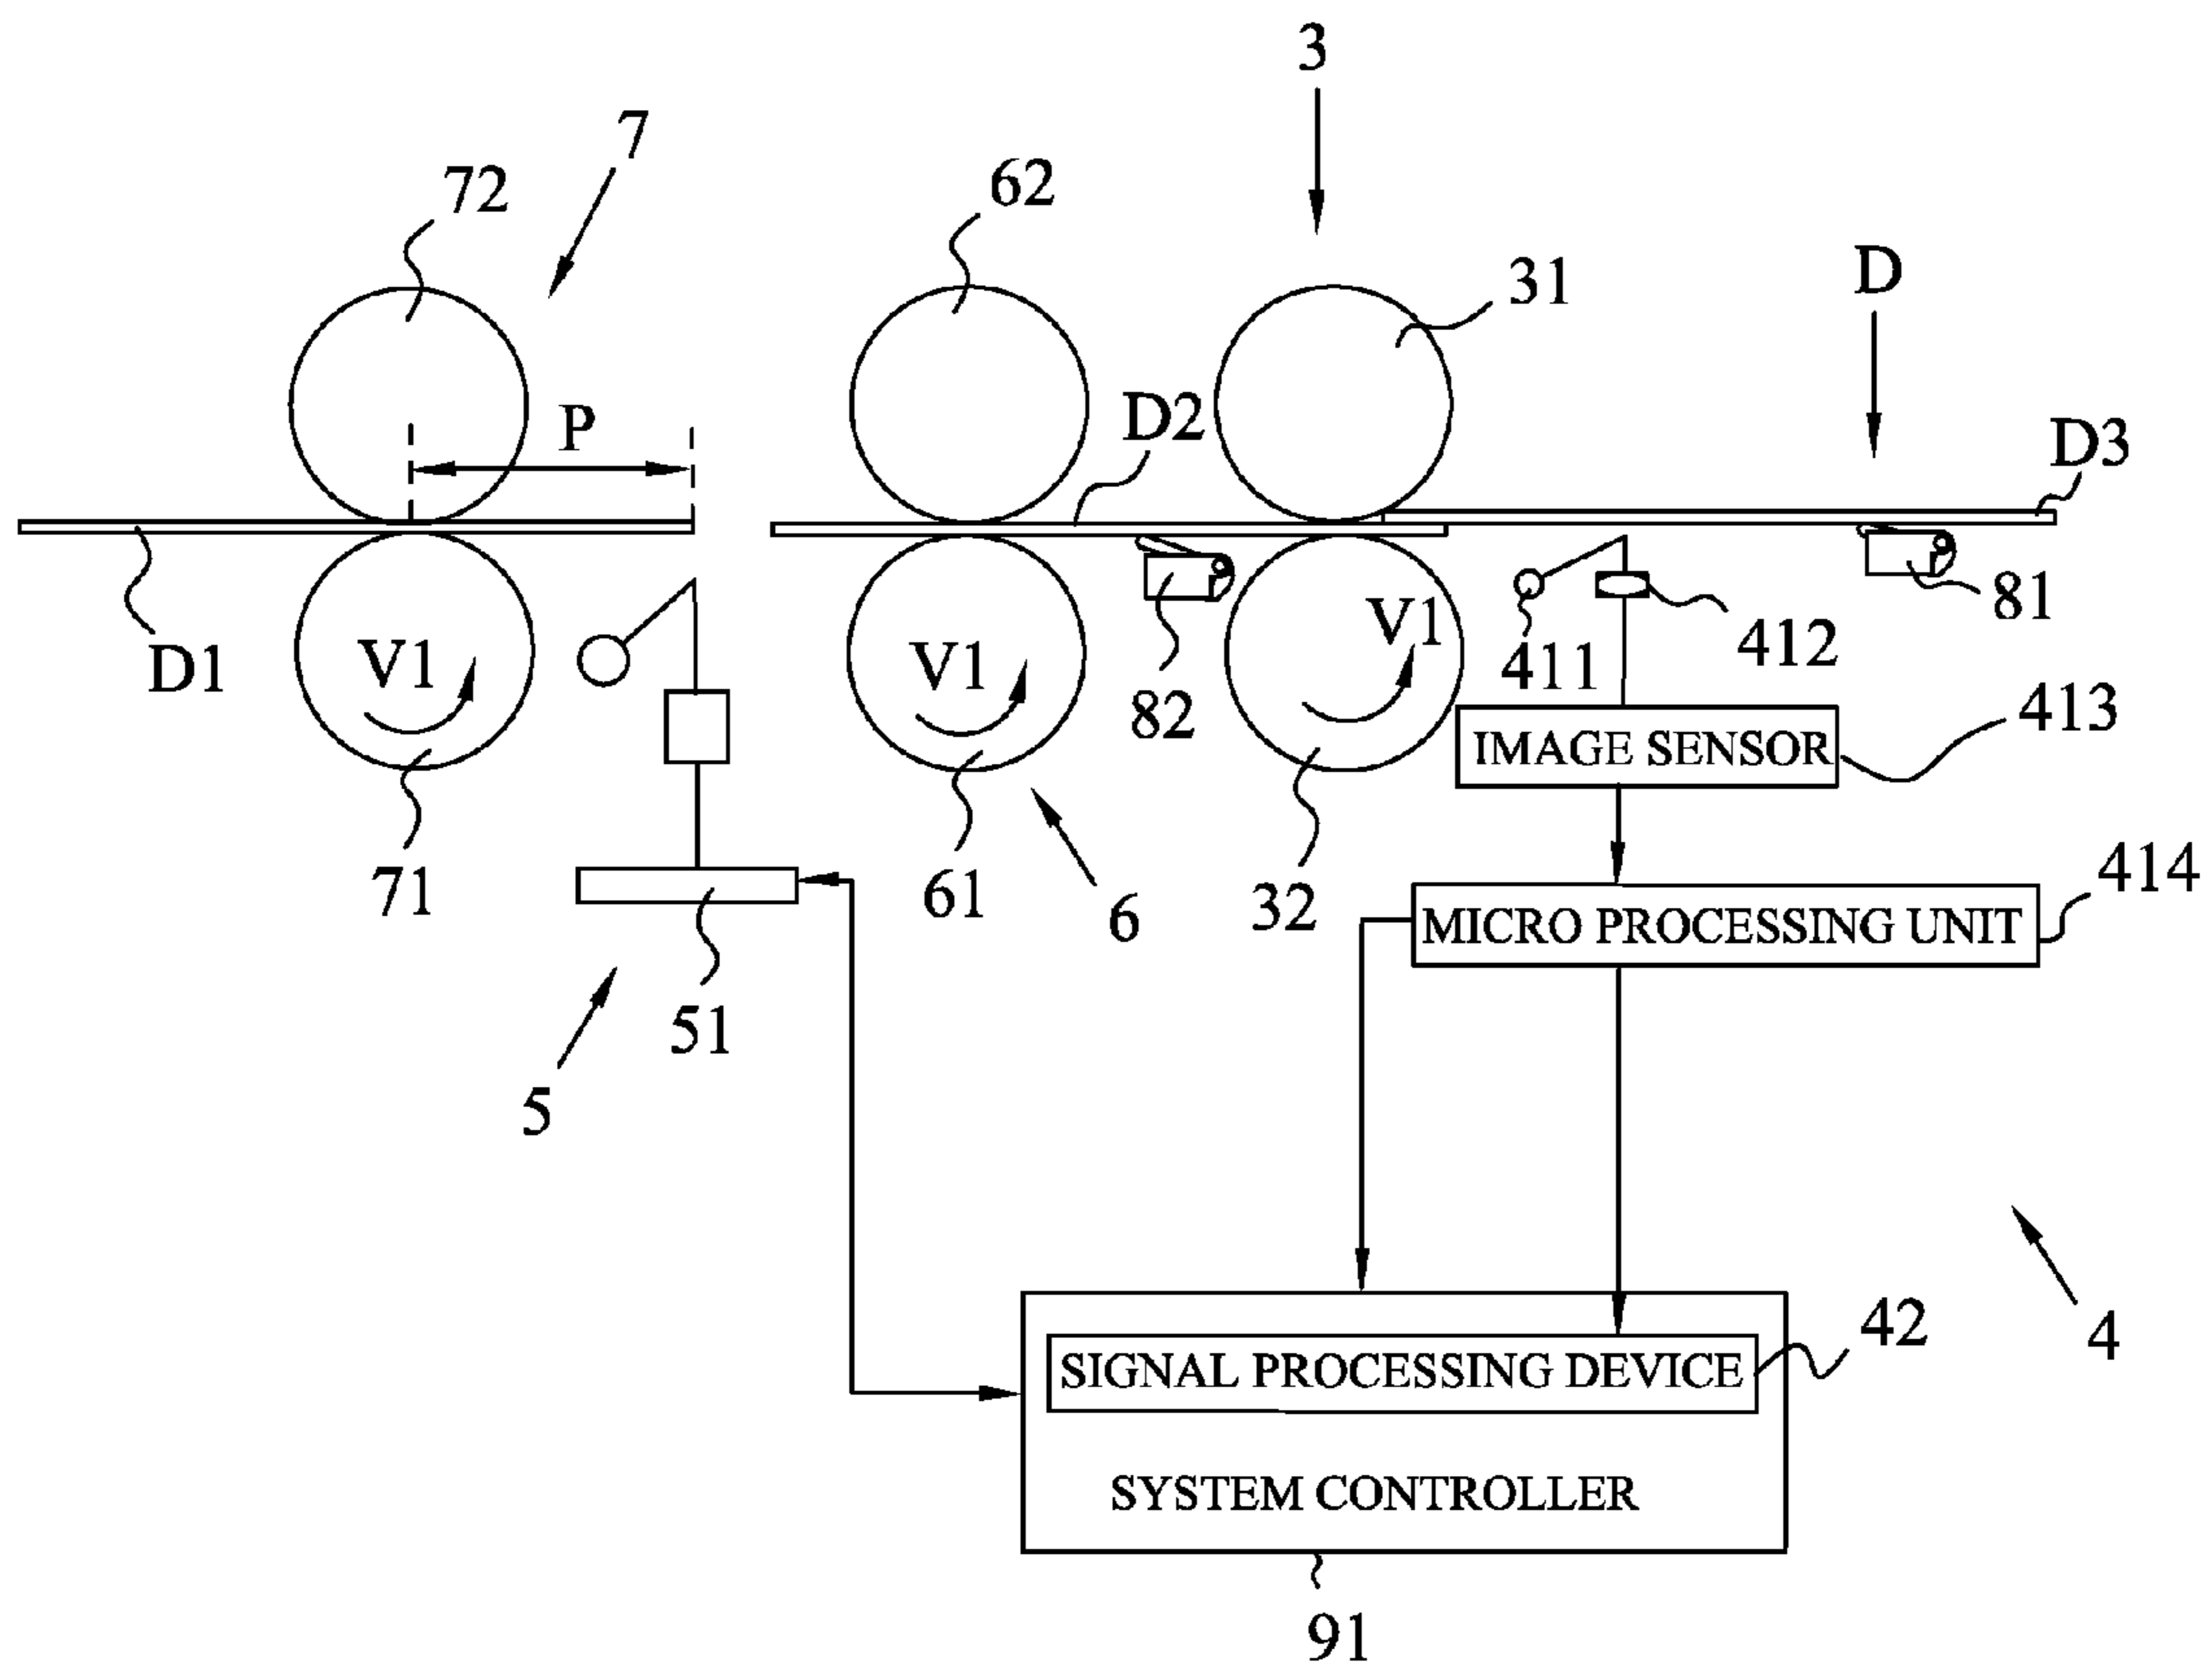 3
7
72
62
31
D
P
D2
D3
D1
V1
V1
V1
82
411
412
81
413
IMAGE SENSOR
71
61
6
32
414
MICRO PROCESSING UNIT
51
5
42
4
SIGNAL PROCESSING DEVICE
SYSTEM CONTROLLER
91